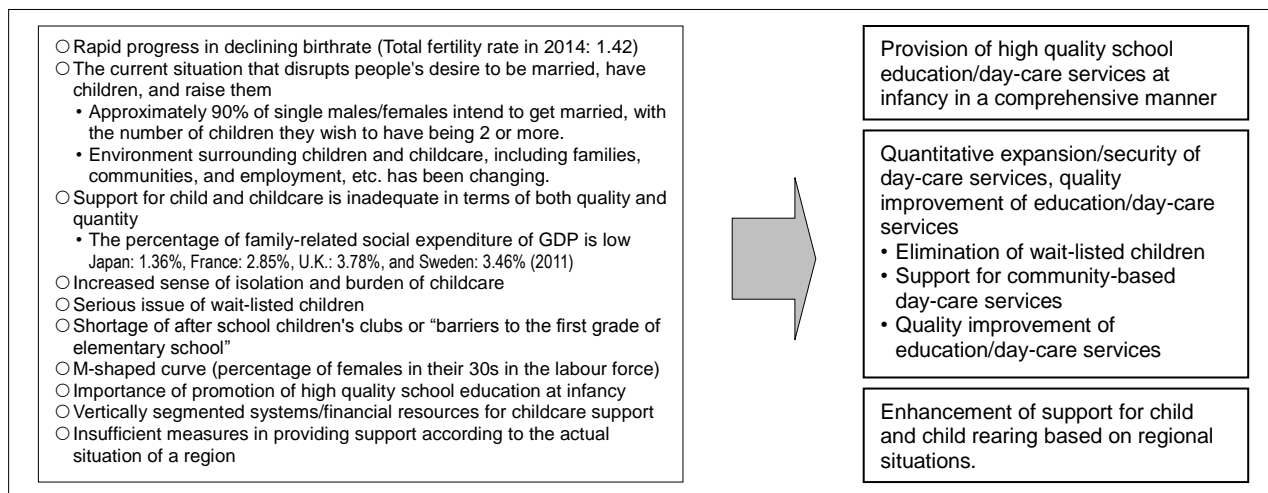 ○Rapid progress in declining birthrate (Total fertility rate in 2014: 1.42)
○The current situation that disrupts people's desire to be married, have
children, and raise them
• Approximately 90% of single males/females intend to get married, with
the number of children they wish to have being 2 or more.
• Environment surrounding children and childcare, including families,
communities, and employment, etc. has been changing.
○Support for child and childcare is inadequate in terms of both quality and
quantity
• The percentage of family-related social expenditure of GDP is low
Japan: 1.36%, France: 2.85%, U.K.: 3.78%, and Sweden: 3.46% (2011)
○Increased sense of isolation and burden of childcare
○Serious issue of wait-listed children
○Shortage of after school children's clubs or “barriers to the first grade of
elementary school”
○M-shaped curve (percentage of females in their 30s in the labour force)
○Importance of promotion of high quality school education at infancy
○Vertically segmented systems/financial resources for childcare support
○Insufficient measures in providing support according to the actual
situation of a region
Provision of high quality school
education/day-care services at
infancy in a comprehensive manner
Quantitative expansion/security of
day-care services, quality
improvement of education/day-care
services
• Elimination of wait-listed children
• Support for community-based
day-care services
• Quality improvement of
education/day-care services
Enhancement of support for child
and child rearing based on regional
situations.